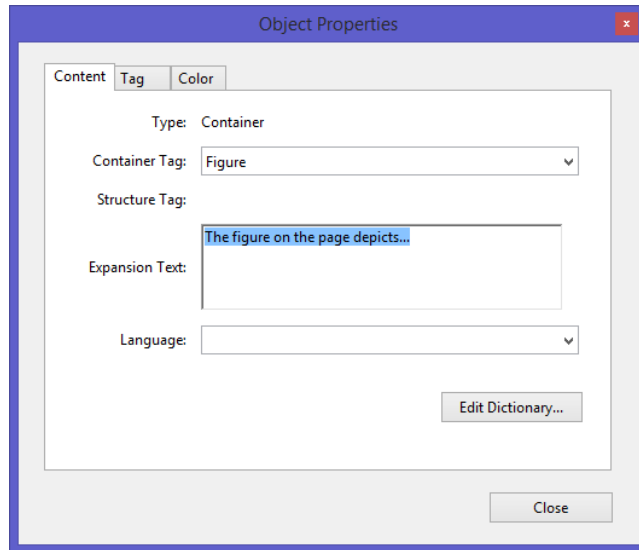 Object Properties
x
Content Tag Color
Type: Container
Container Tag: Figure
Structure Tag:
Expansion Text: The figure on the page depicts...
Language:
Edit Dictionary...
Close